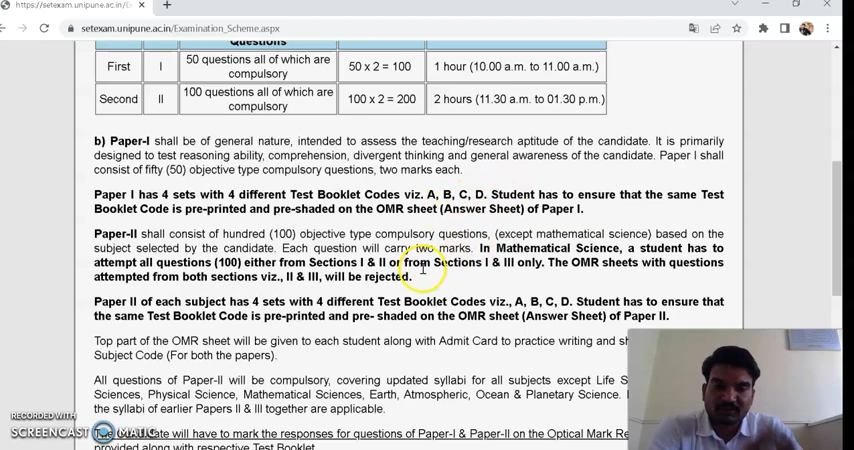 https://setexam.unipune.ac.in/Ex
setexam.unipune.ac.in/Examination_Scheme.aspx
Questions
First I 50 questions all of which are compulsory 50 x 2 = 100 1 hour (10.00 a.m. to 11.00 a.m.)
Second II 100 questions all of which are compulsory 100 x 2 = 200 2 hours (11.30 a.m. to 01.30 p.m.)
b) Paper-I shall be of general nature, intended to assess the teaching/research aptitude of the candidate. It is primarily
designed to test reasoning ability, comprehension, divergent thinking and general awareness of the candidate. Paper I shall
consist of fifty (50) objective type compulsory questions, two marks each.
Paper I has 4 sets with 4 different Test Booklet Codes viz. A, B, C, D. Student has to ensure that the same Test
Booklet Code is pre-printed and pre-shaded on the OMR sheet (Answer Sheet) of Paper I.
Paper-II shall consist of hundred (100) objective type compulsory questions, (except mathematical science) based on the
subject selected by the candidate. Each question will carry two marks. In Mathematical Science, a student has to
attempt all questions (100) either from Sections I & II or from Sections I & III only. The OMR sheets with questions
attempted from both sections viz., II & III, will be rejected.
Paper II of each subject has 4 sets with 4 different Test Booklet Codes viz., A, B, C, D. Student has to ensure that
the same Test Booklet Code is pre-printed and pre- shaded on the OMR sheet (Answer Sheet) of Paper II.
Top part of the OMR sheet will be given to each student along with Admit Card to practice writing and sh
Subject Code (For both the papers).
All questions of Paper-II will be compulsory, covering updated syllabi for all subjects except Life S
Sciences, Physical Science, Mathematical Sciences, Earth, Atmospheric, Ocean & Planetary Science. I
the syllabi of earlier Papers II & III together are applicable.
will have to mark the responses for questions of Paper-I & Paper-II on the Optical Mark Re
provided along with respective Test Booklet.
RECORDED WITH
SCREENCAST MATIC